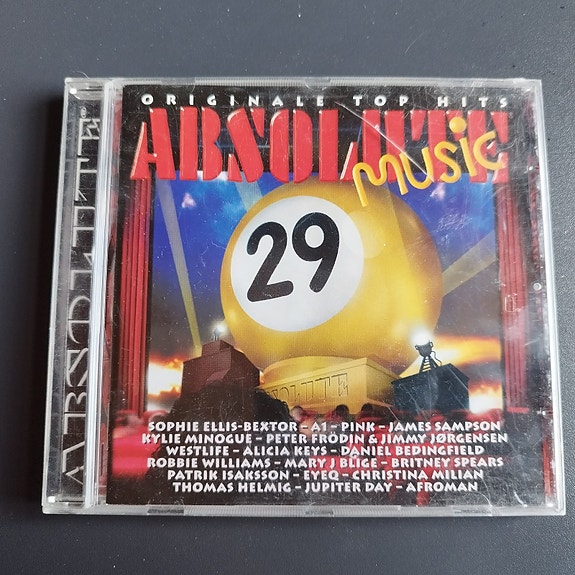 ORIGINALE TOP HITS
ABSOLUTE
music
29
ABSOLUTE
ABSOLUTE
SOPHIE ELLIS-BEXTOR – A1 – PINK – JAMES SAMPSON
KYLIE MINOGUE – PETER FRÖDIN & JIMMY JØRGENSEN
WESTLIFE – ALICIA KEYS – DANIEL BEDINGFIELD
ROBBIE WILLIAMS – MARY J BLIGE – BRITNEY SPEARS
PATRIK ISAKSSON – EYEQ – CHRISTINA MILIAN
THOMAS HELMIG – JUPITER DAY – AFROMAN